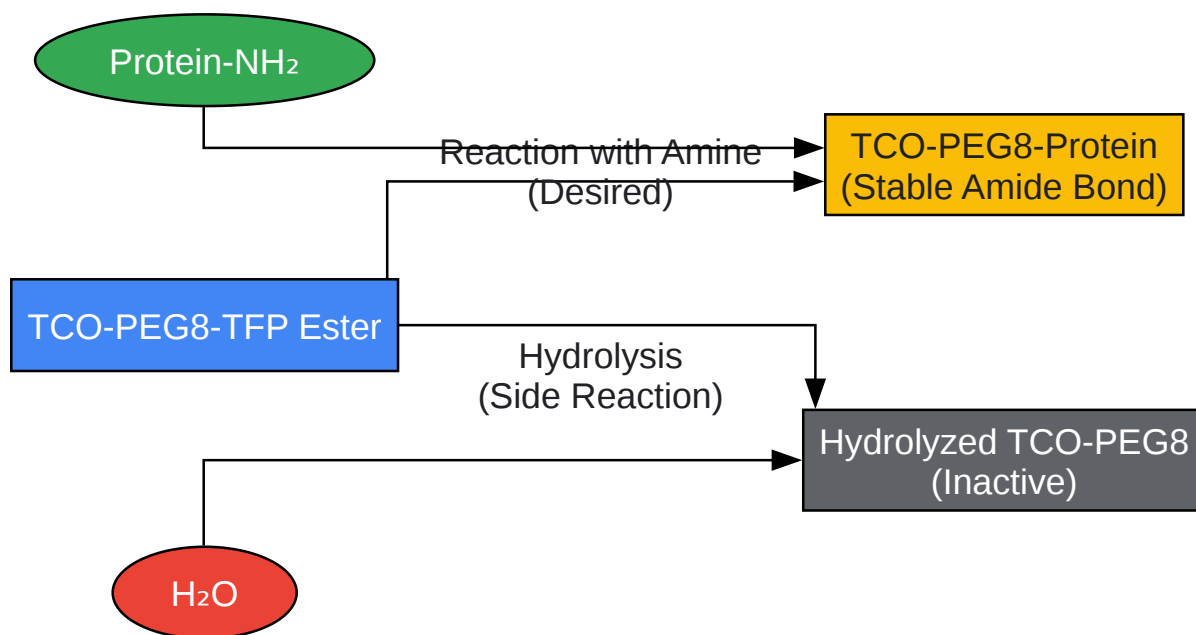 Protein-NH₂
Reaction with Amine
(Desired)
TCO-PEG8-Protein
(Stable Amide Bond)
TCO-PEG8-TFP Ester
Hydrolysis
(Side Reaction)
Hydrolyzed TCO-PEG8
(Inactive)
H₂O